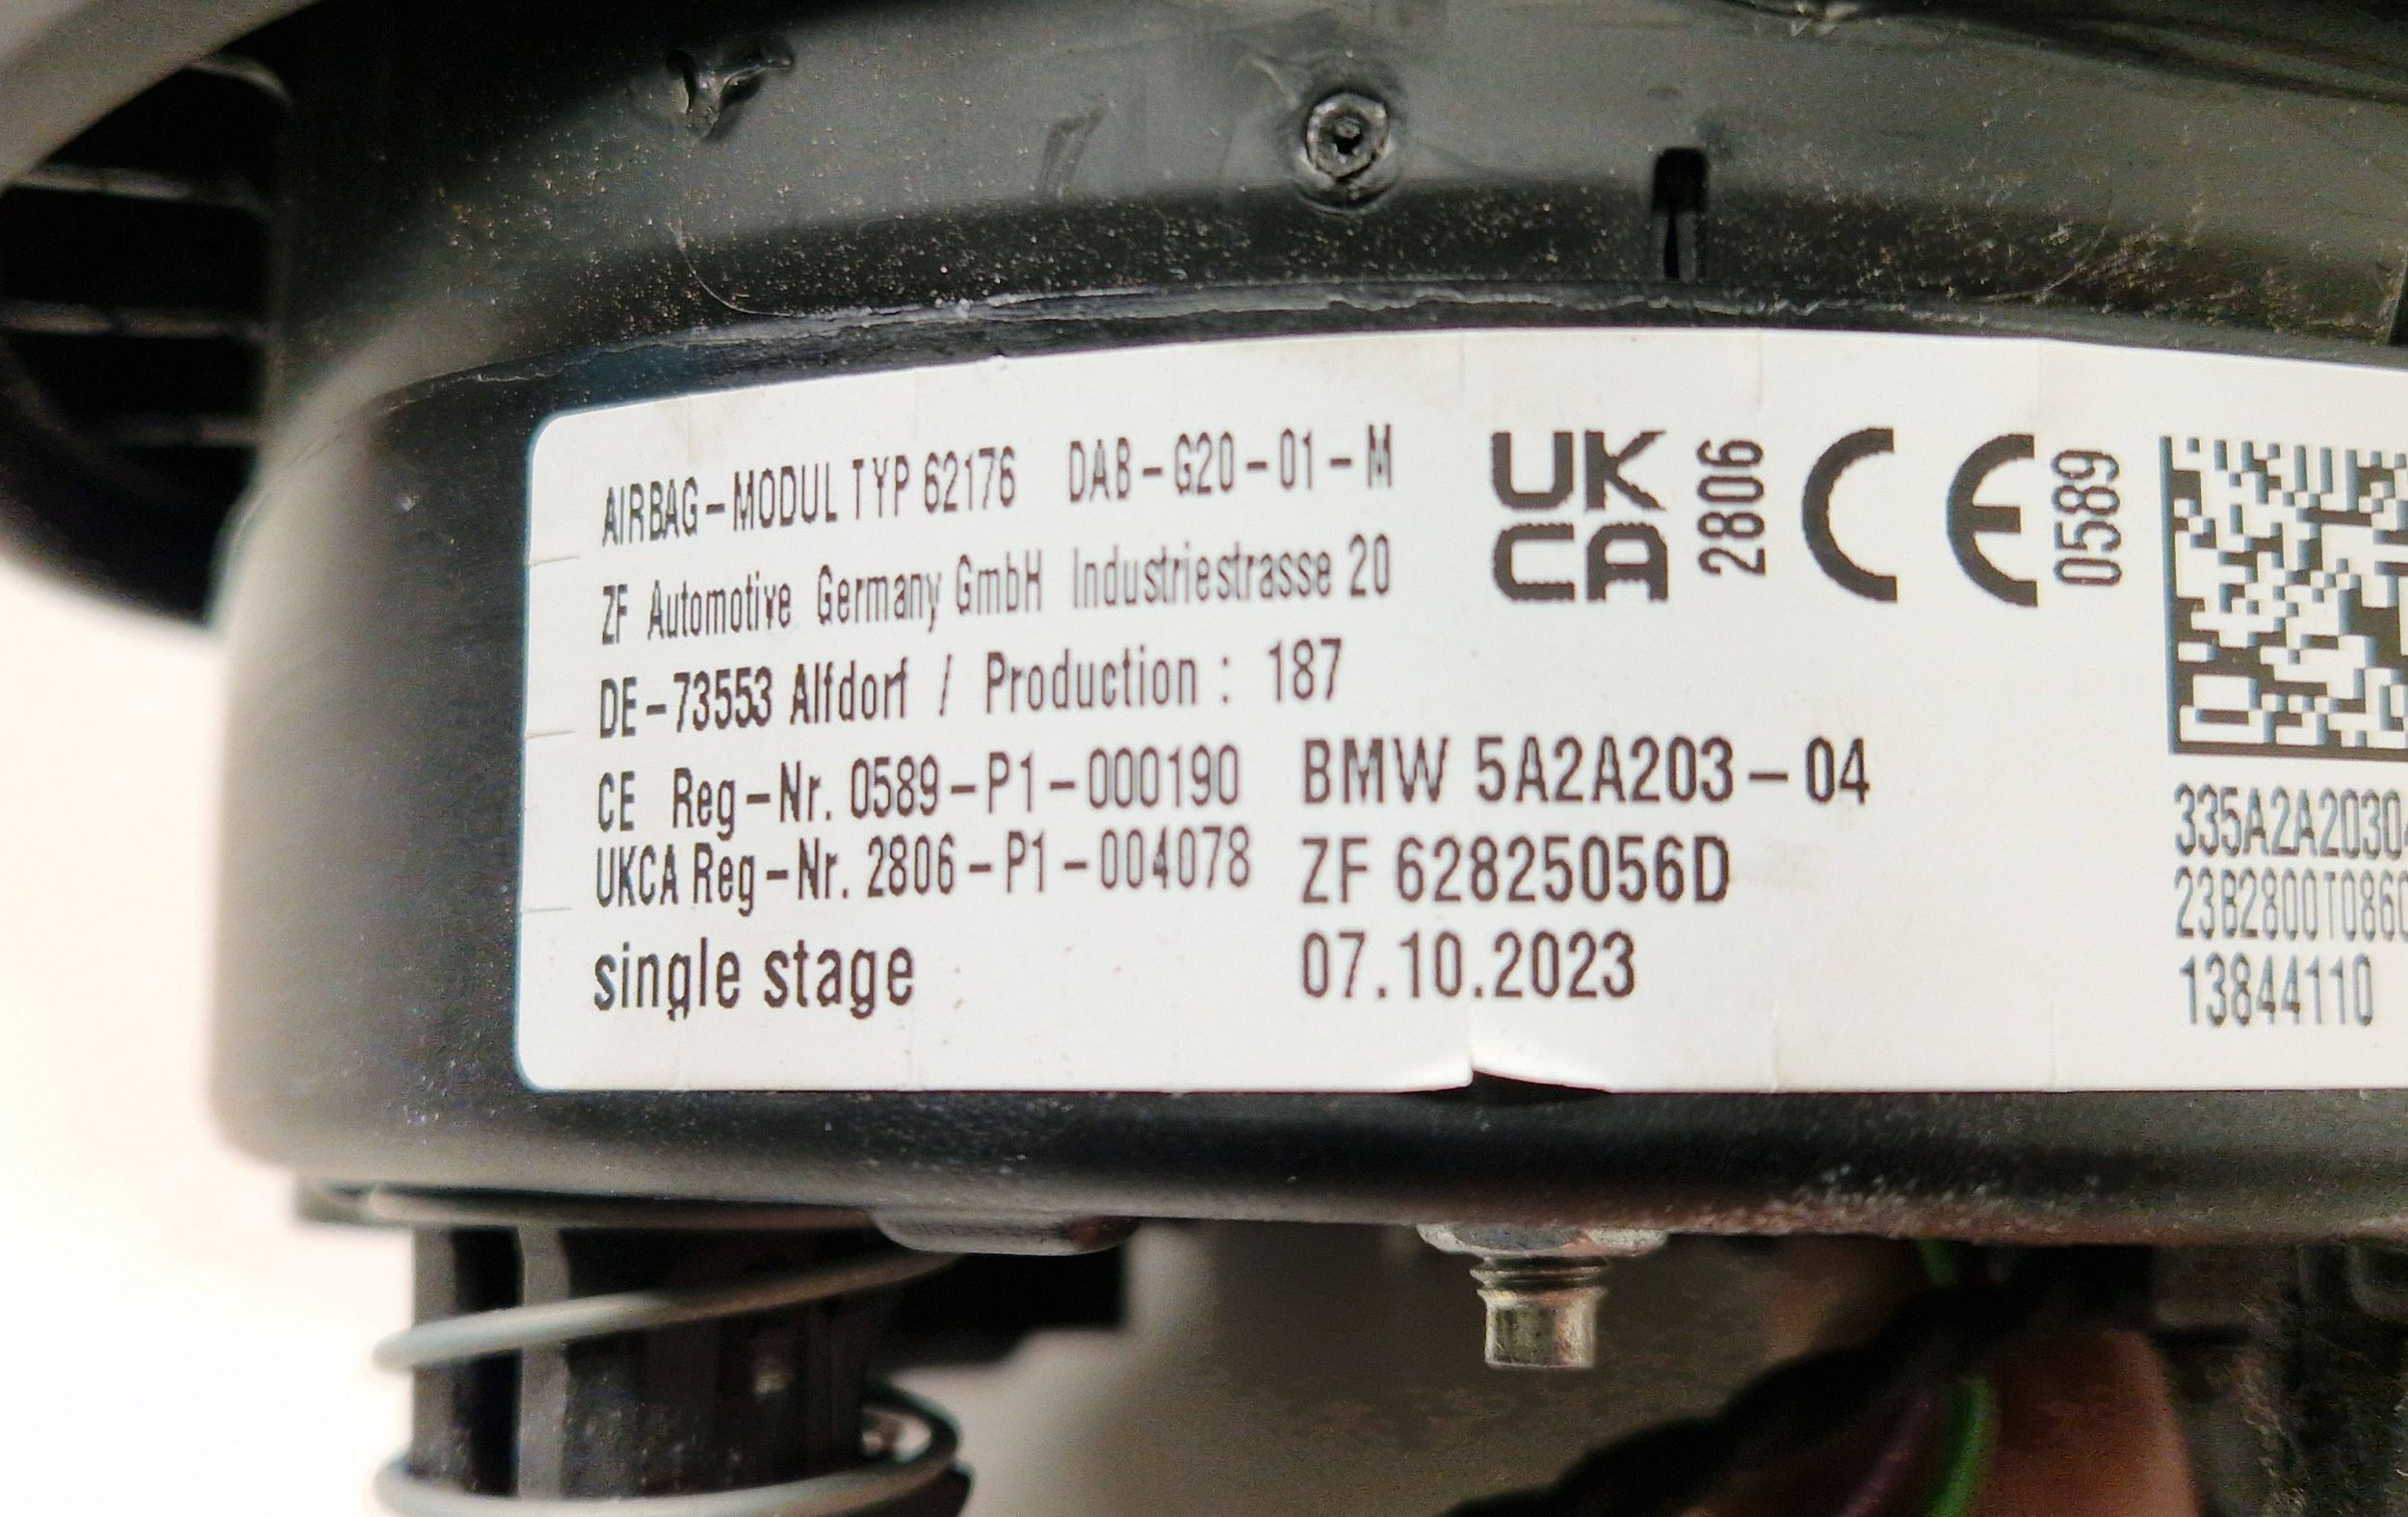 AIRBAG-MODUL TYP 62176 DAB-G20-01-M
ZF Automotive Germany GmbH Industriestrasse 20
DE-73553 Alfdorf / Production: 187
CE Reg-Nr. 0589-P1-000190
UKCA Reg-Nr. 2806-P1-004078
single stage
BMW 5A2A203-04
ZF 62825056D
07.10.2023
UK
CA
2806
CE
0589
335A2A2030
13844110